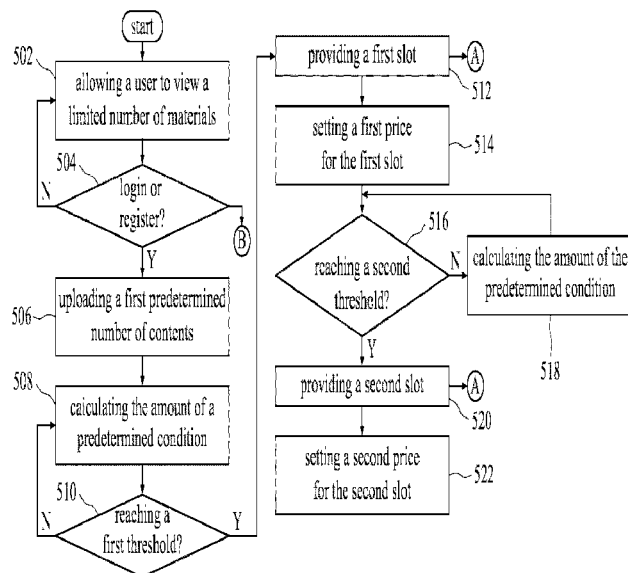 start
502
allowing a user to view a
limited number of materials
504
login or
register?
N
B
Y
506
uploading a first predetermined
number of contents
508
calculating the amount of a
predetermined condition
510
reaching a
first threshold?
N
Y
providing a first slot
A
512
setting a first price
for the first slot
514
516
reaching a second
threshold?
N
calculating the amount of the
predetermined condition
518
Y
providing a second slot
A
520
setting a second price
for the second slot
522